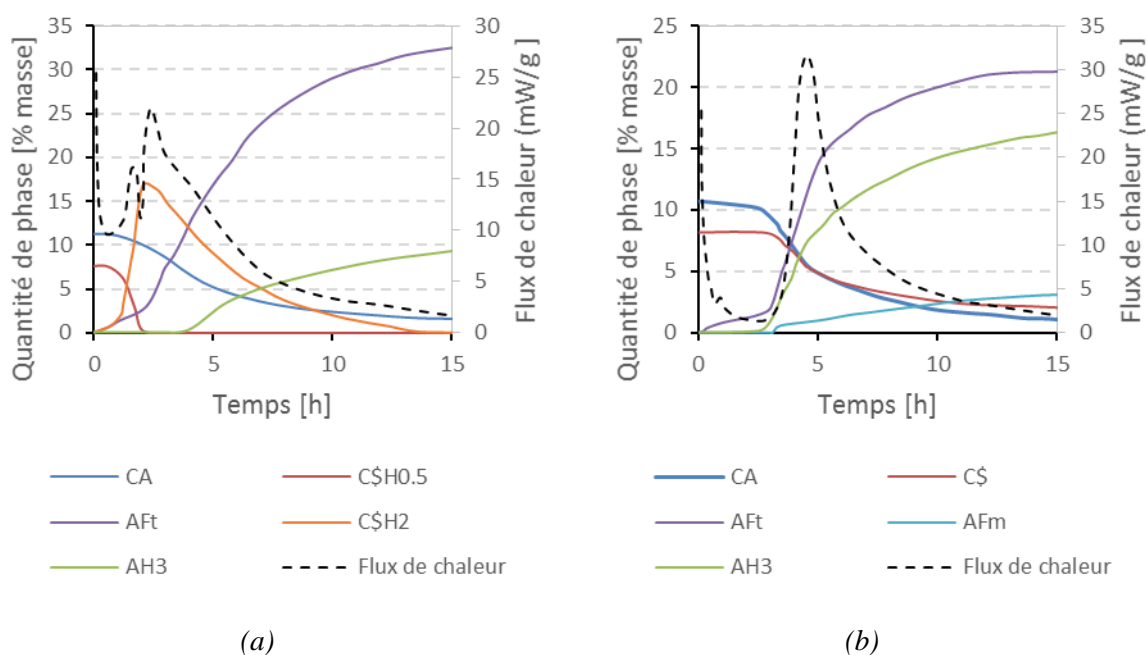 Quantité de phase [% masse]
35
30
25
20
15
10
5
0
30
25
20
15
10
5
0
Flux de chaleur (mW/g ]
0 5 10 15
Temps [h]
CA C$H0.5
AFt C$H2
AH3 Flux de chaleur
(a)
Quantité de phase [% masse]
25
20
15
10
5
0
35
30
25
20
15
10
5
0
Flux de chaleur (mW/g ]
0 5 10 15
Temps [h]
CA C$
AFt AFm
AH3 Flux de chaleur
(b)